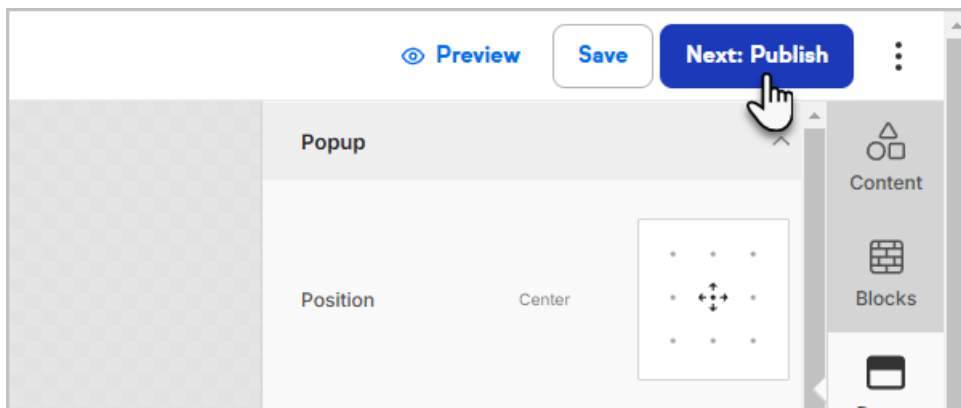 Preview Save Next: Publish
Popup
Content
Position Center
Blocks